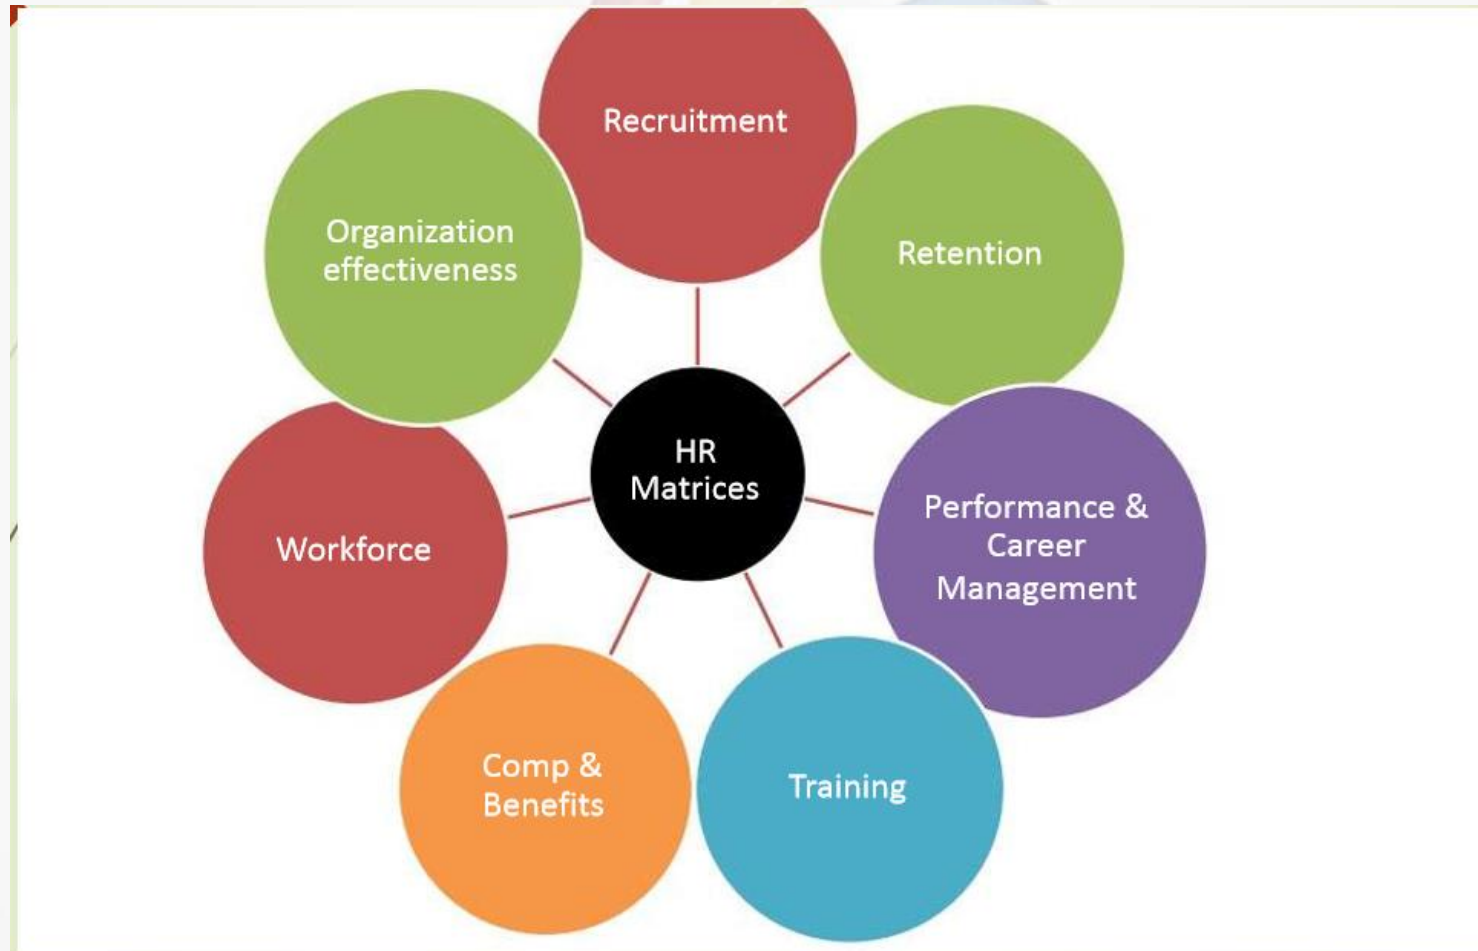 Recruitment
Organization
effectiveness
Retention
HR
Matrices
Performance &
Career
Management
Workforce
Comp &
Benefits
Training